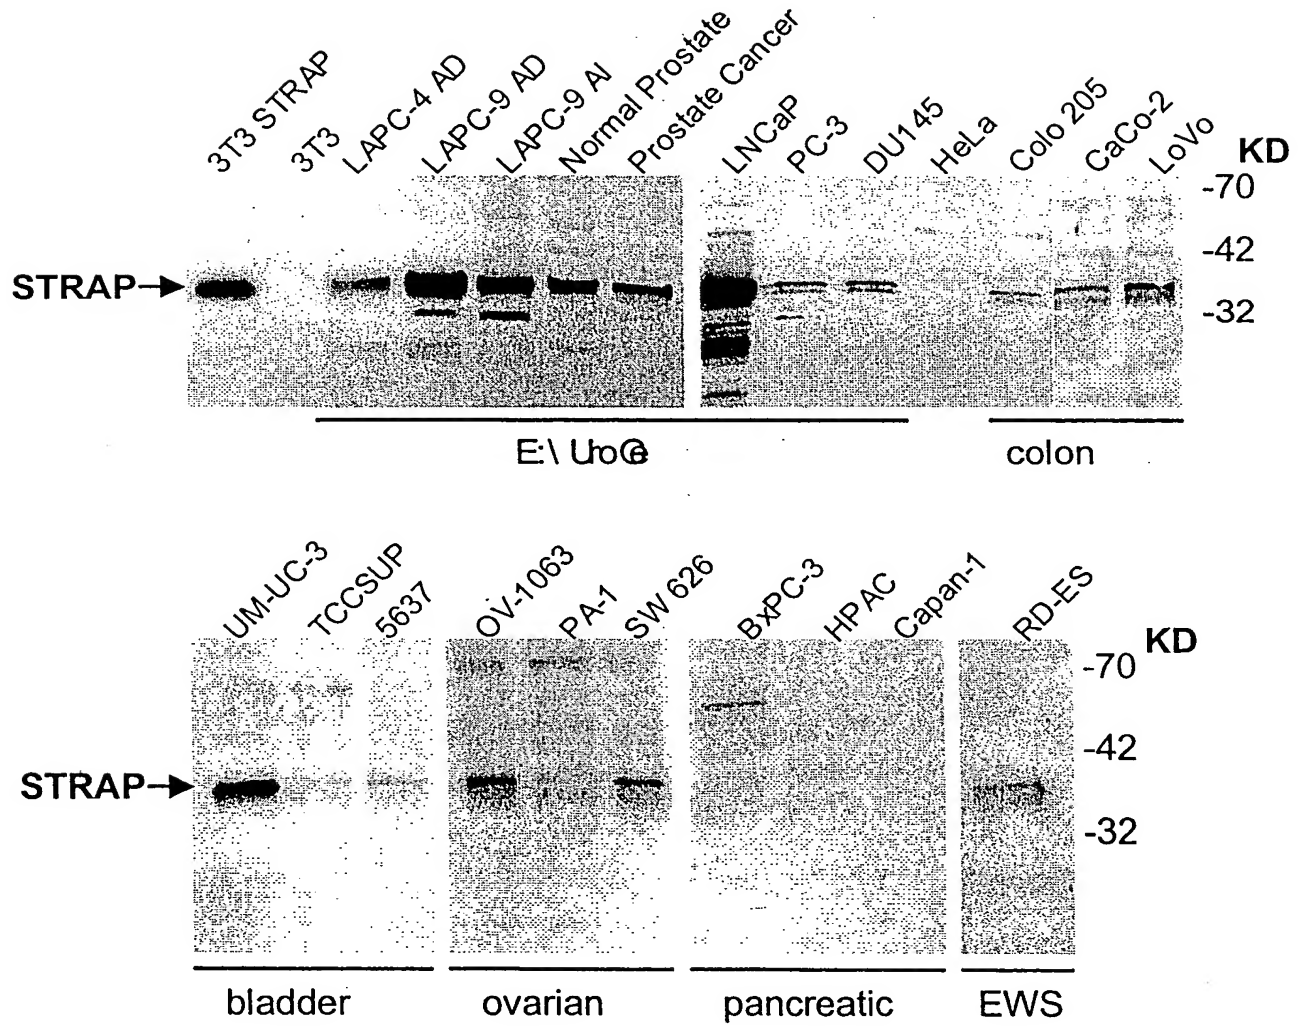 3T3 STRAP
3T3
LAPC-4 AD
LAPC-9 AD
LAPC-9 AI
Normal Prostate
Prostate Cancer
LNCaP
PC-3
DU145
HeLa
Colo 205
CaCo-2
LoVo
KD
-70
-42
STRAP
-32
E:\ UroGe
colon
UM-UC-3
TCCSUP
5637
OV-1063
PA-1
SW 626
BxPC-3
HPAC
Capan-1
RD-ES
KD
-70
-42
STRAP
-32
bladder
ovarian
pancreatic
EWS